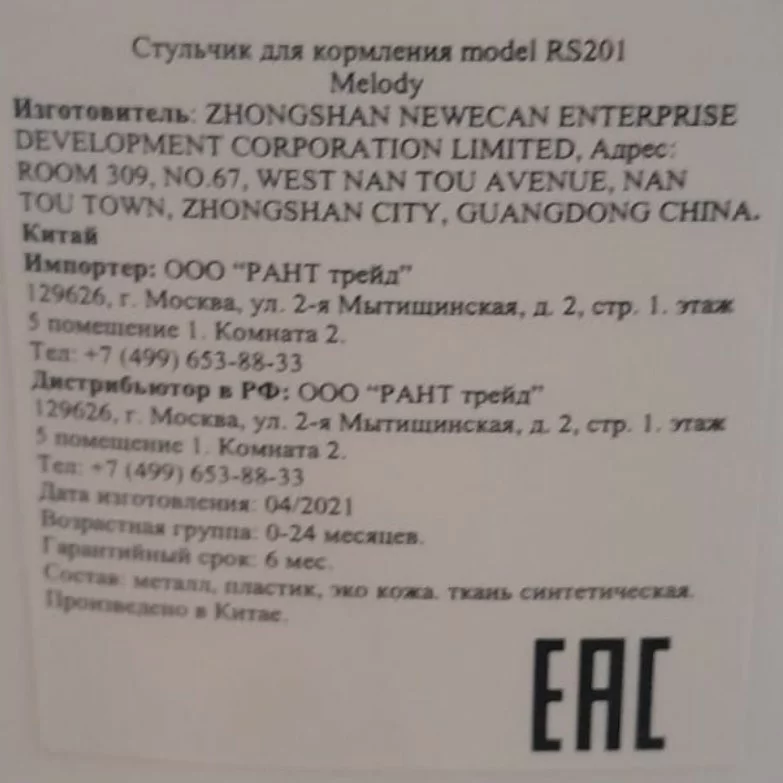 Стульчик для кормления model RS201
Melody
Изготовитель: ZHONGSHAN NEWECAN ENTERPRISE
DEVELOPMENT CORPORATION LIMITED, Адрес:
ROOM 309, NO.67, WEST NAN TOU AVENUE, NAN
TOU TOWN, ZHONGSHAN CITY, GUANGDONG CHINA.
Китай
Импортер: ООО "РАНТ трейд"
129626, г. Москва, ул. 2-я Мытищинская, д. 2, стр. 1. этаж
5 помещение 1. Комната 2.
Тел: +7 (499) 653-88-33
Дистрибьютор в РФ: ООО "РАНТ трейд"
129626, г. Москва, ул. 2-я Мытищинская, д. 2, стр. 1. этаж
5 помещение 1. Комната 2.
Тел: +7 (499) 653-88-33
Дата изготовления: 04/2021
Возрастная группа: 0-24 месяцев.
Гарантийный срок: 6 мес.
Состав: металл, пластик, эко кожа. ткань синтетическая.
Произведено в Китае.
EAC